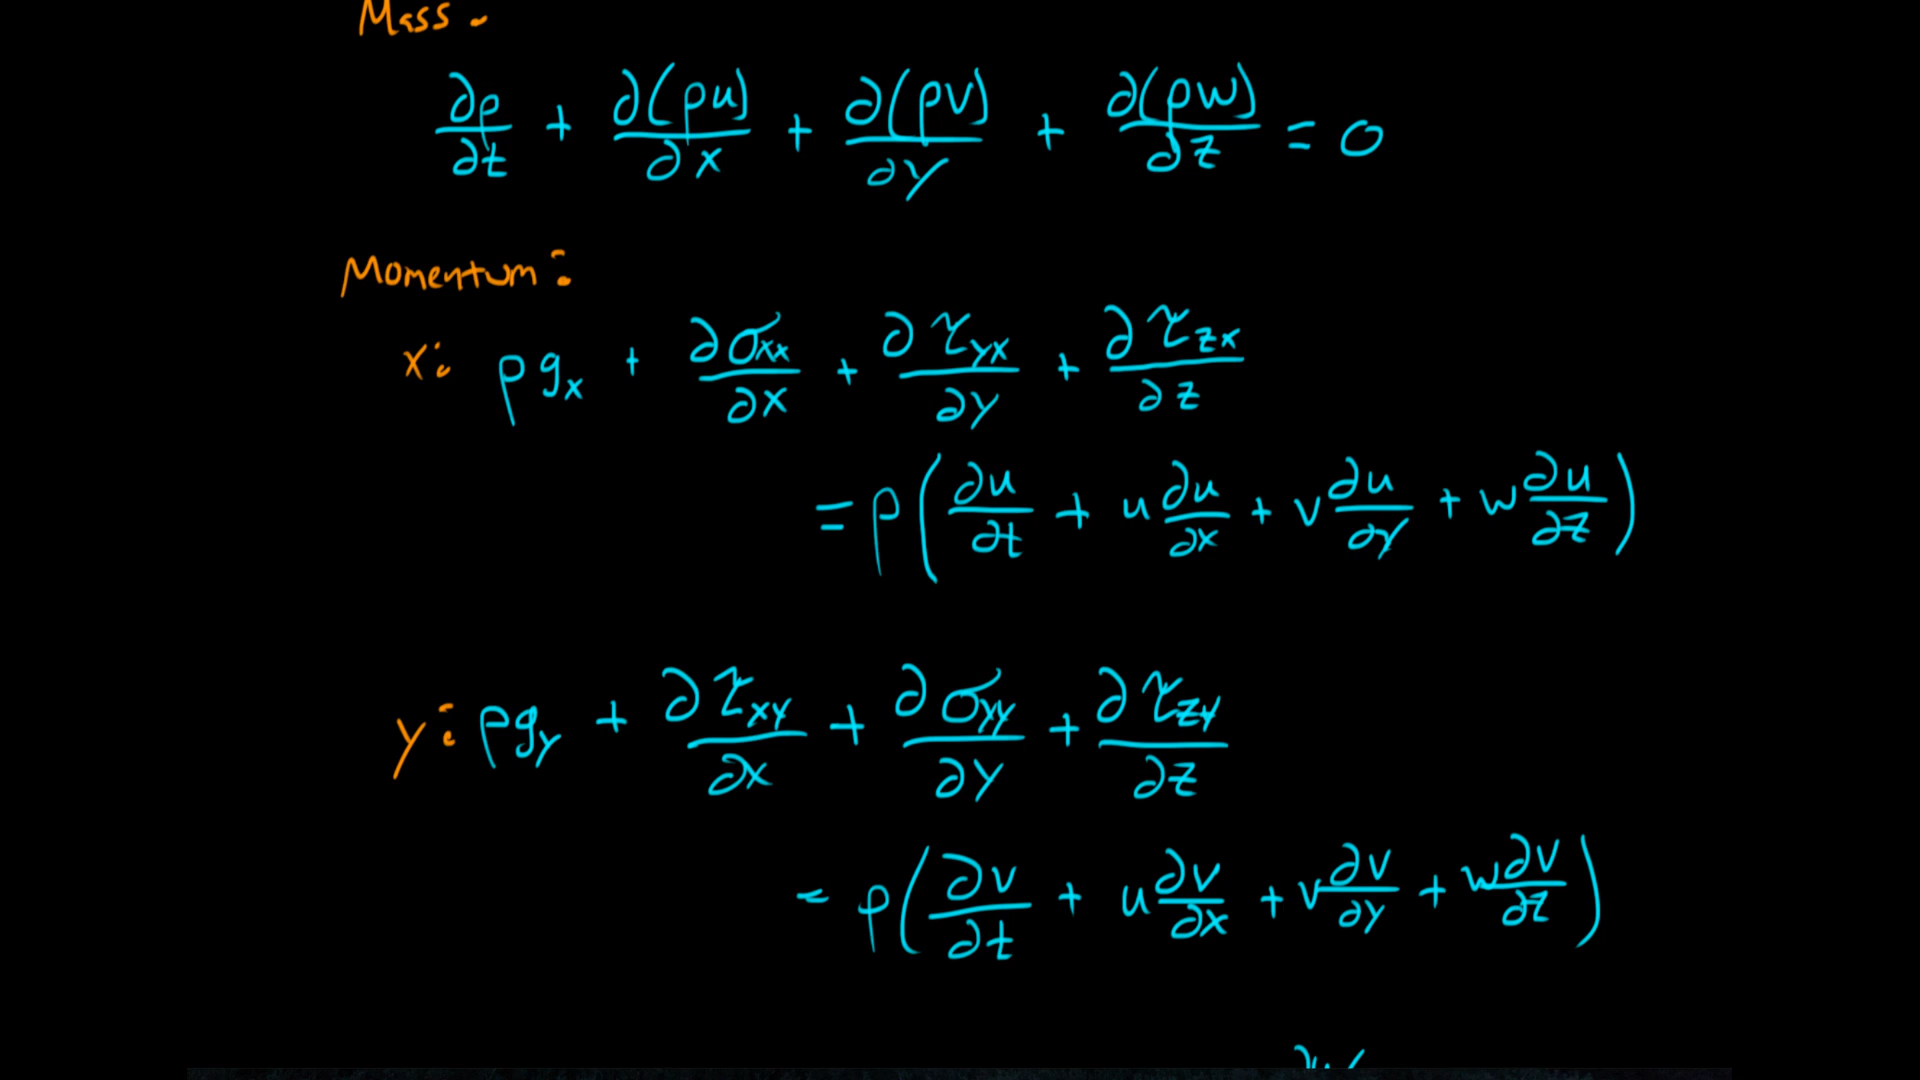 Mass:
∂ρ/∂t + ∂(ρu)/∂x + ∂(ρv)/∂y + ∂(ρw)/∂z = 0
Momentum:
x: ρg_x + ∂σ_xx/∂x + ∂τ_yx/∂y + ∂τ_zx/∂z
= ρ(∂u/∂t + u ∂u/∂x + v ∂u/∂y + w ∂u/∂z)
y: ρg_y + ∂τ_xy/∂x + ∂σ_yy/∂y + ∂τ_zy/∂z
= ρ(∂v/∂t + u ∂v/∂x + v ∂v/∂y + w ∂v/∂z)